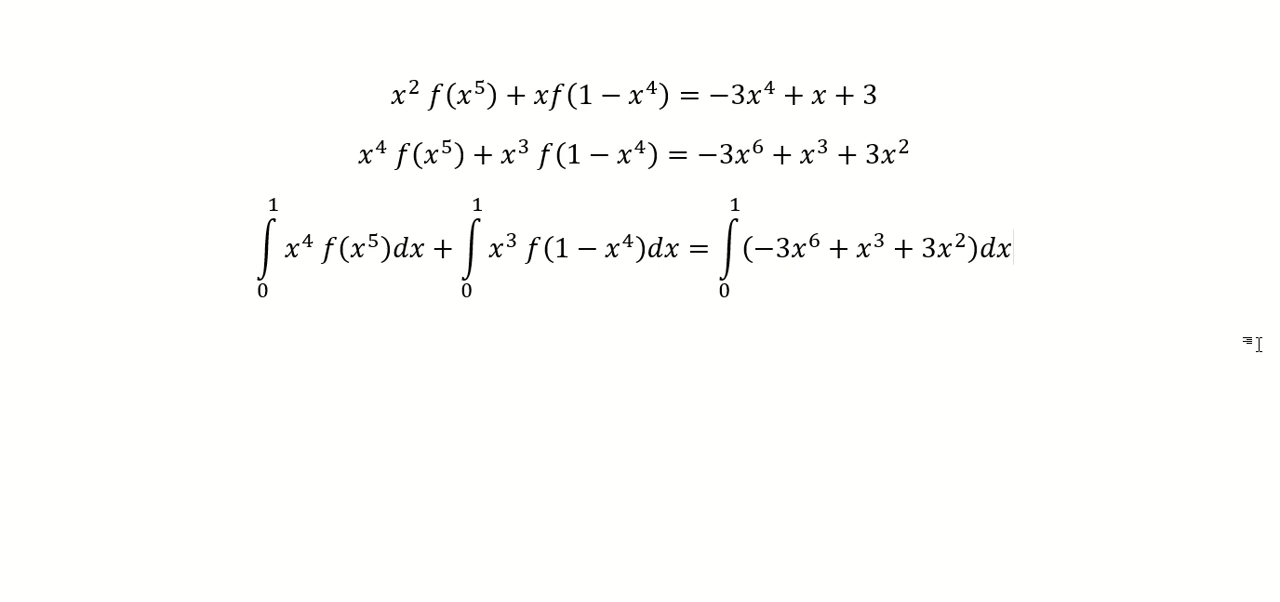 x² f(x⁵) + xf(1 − x⁴) = −3x⁴ + x + 3
x⁴ f(x⁵) + x³ f(1 − x⁴) = −3x⁶ + x³ + 3x²
∫₀¹ x⁴ f(x⁵)dx + ∫₀¹ x³ f(1 − x⁴)dx = ∫₀¹ (−3x⁶ + x³ + 3x²)dx